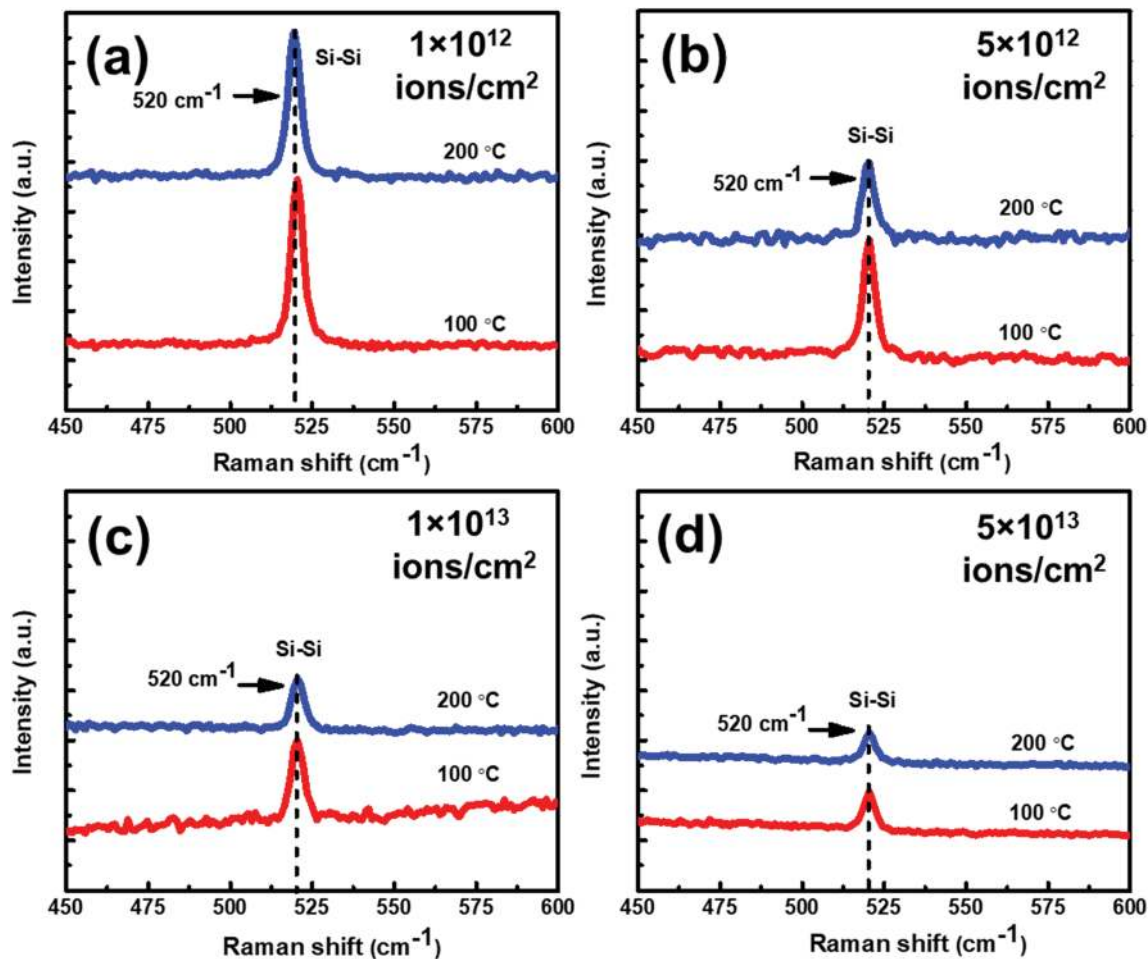 (a)
Si-Si
1×10¹²
ions/cm²
520 cm⁻¹
200 °C
100 °C
Intensity (a.u.)
450 475 500 525 550 575 600
Raman shift (cm⁻¹)
(b)
5×10¹²
ions/cm²
Si-Si
520 cm⁻¹
200 °C
100 °C
Intensity (a.u.)
450 475 500 525 550 575 600
Raman shift (cm⁻¹)
(c)
1×10¹³
ions/cm²
Si-Si
520 cm⁻¹
200 °C
100 °C
Intensity (a.u.)
450 475 500 525 550 575 600
Raman shift (cm⁻¹)
(d)
5×10¹³
ions/cm²
Si-Si
520 cm⁻¹
200 °C
100 °C
Intensity (a.u.)
450 475 500 525 550 575 600
Raman shift (cm⁻¹)